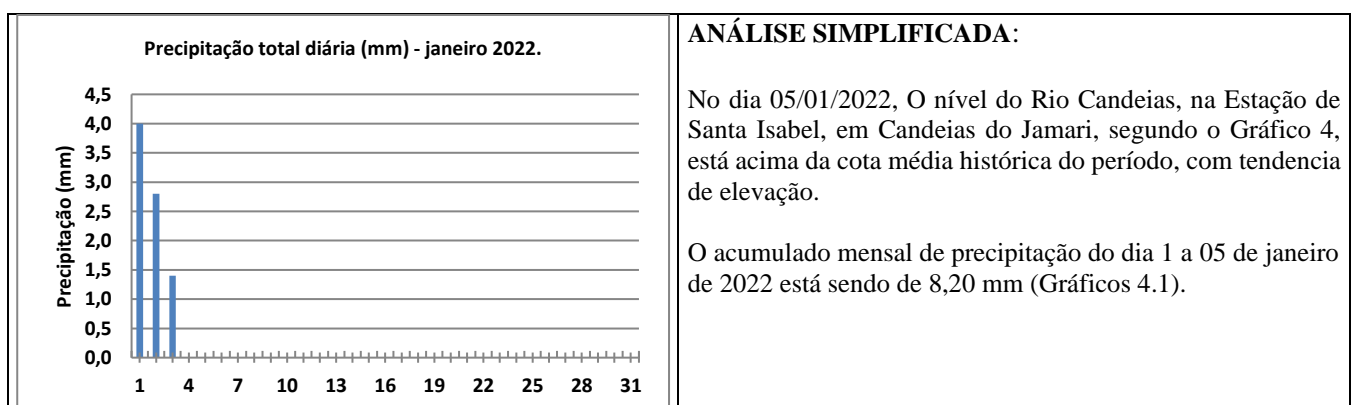 Precipitação total diária (mm) - janeiro 2022.
Precipitação (mm)
4,5
4,0
3,5
3,0
2,5
2,0
1,5
1,0
0,5
0,0
1 4 7 10 13 16 19 22 25 28 31
ANÁLISE SIMPLIFICADA:
No dia 05/01/2022, O nível do Rio Candeias, na Estação de
Santa Isabel, em Candeias do Jamari, segundo o Gráfico 4,
está acima da cota média histórica do período, com tendencia
de elevação.
O acumulado mensal de precipitação do dia 1 a 05 de janeiro
de 2022 está sendo de 8,20 mm (Gráficos 4.1).